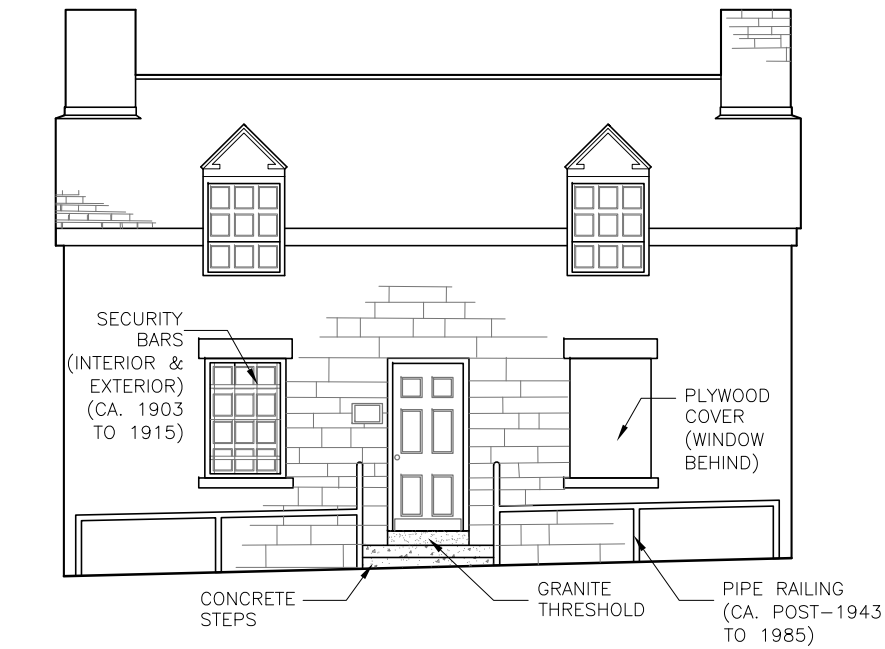 SECURITY
BARS
(INTERIOR &
EXTERIOR)
(CA. 1903
TO 1915)
PLYWOOD
COVER
(WINDOW
BEHIND)
CONCRETE
STEPS
GRANITE
THRESHOLD
PIPE RAILING
(CA. POST-1943
TO 1985)